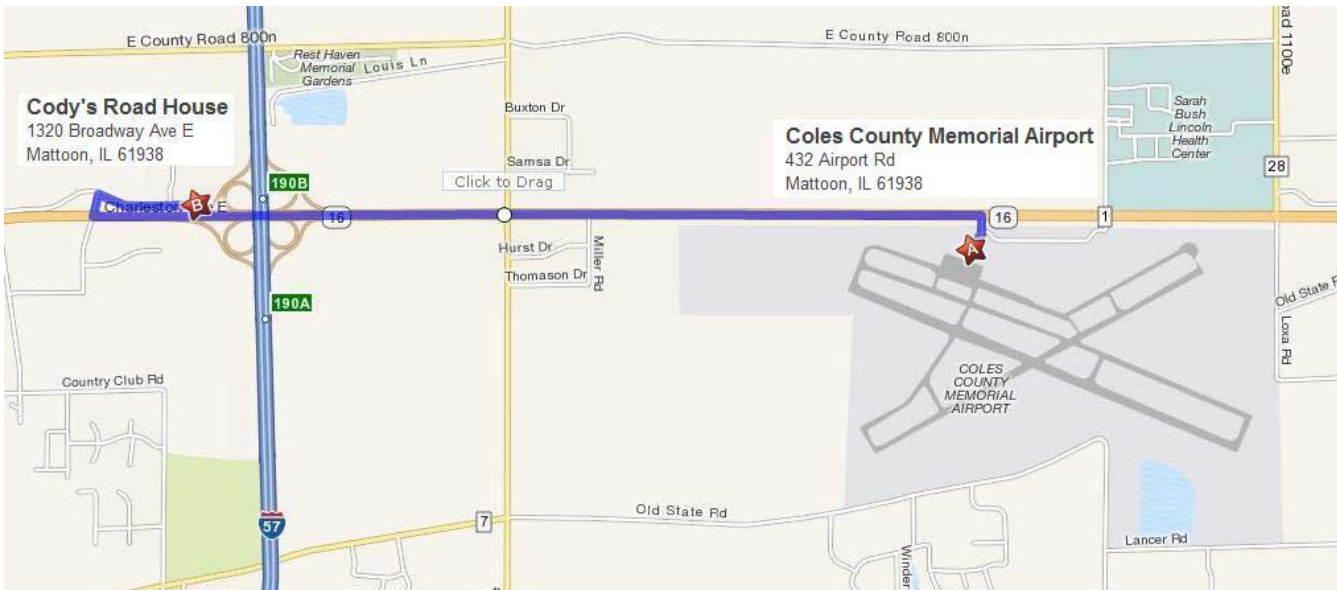 E County Road 800n
E County Road 800n
Rest Haven
Memorial
Gardens
Louis Ln
Cody's Road House
1320 Broadway Ave E
Mattoon, IL 61938
Buxton Dr
Coles County Memorial Airport
432 Airport Rd
Mattoon, IL 61938
Sarah
Bush
Lincoln
Health
Center
Road 1100e
Samsa Dr
28
190B
Click to Drag
B
Charleston E
16
16
1
A
Hurst Dr
Miller Rd
Thomason Dr
190A
Old State
Loxa Rd
Country Club Rd
COLES
COUNTY
MEMORIAL
AIRPORT
57
7
Old State Rd
Lancer Rd
Winder